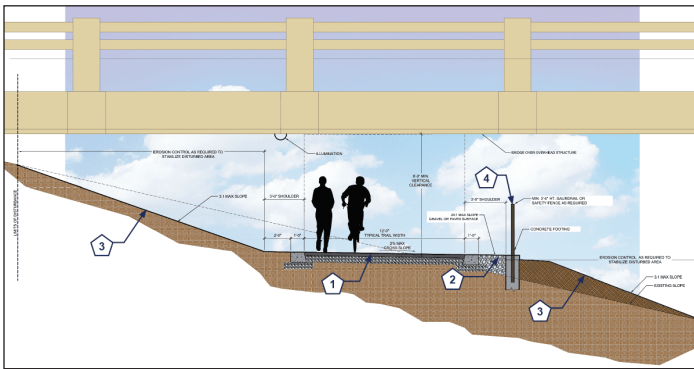 ILLUMINATION
BRIDGE OVER OVERHEAD STRUCTURE
EROSION CONTROL AS REQUIRED TO
STABILIZE DISTURBED AREA
8'-0" MIN.
VERTICAL
CLEARANCE
4
3:1 MAX SLOPE
3'-0" SHOULDER
3'-0" SHOULDER
MIN. 3'-6" HT. GUARDRAIL OR
SAFETY FENCE AS REQUIRED
MAX SLOPE
GRAVEL OR PAVED SURFACE
CONCRETE FOOTING
2'-0"
1'-0"
TYPICAL TRAIL WIDTH
1'-0"
2% MAX
CROSS SLOPE
3
EROSION CONTROL AS REQUIRED TO
STABILIZE DISTURBED AREA
1
2
3
3:1 MAX SLOPE
EXISTING SLOPE